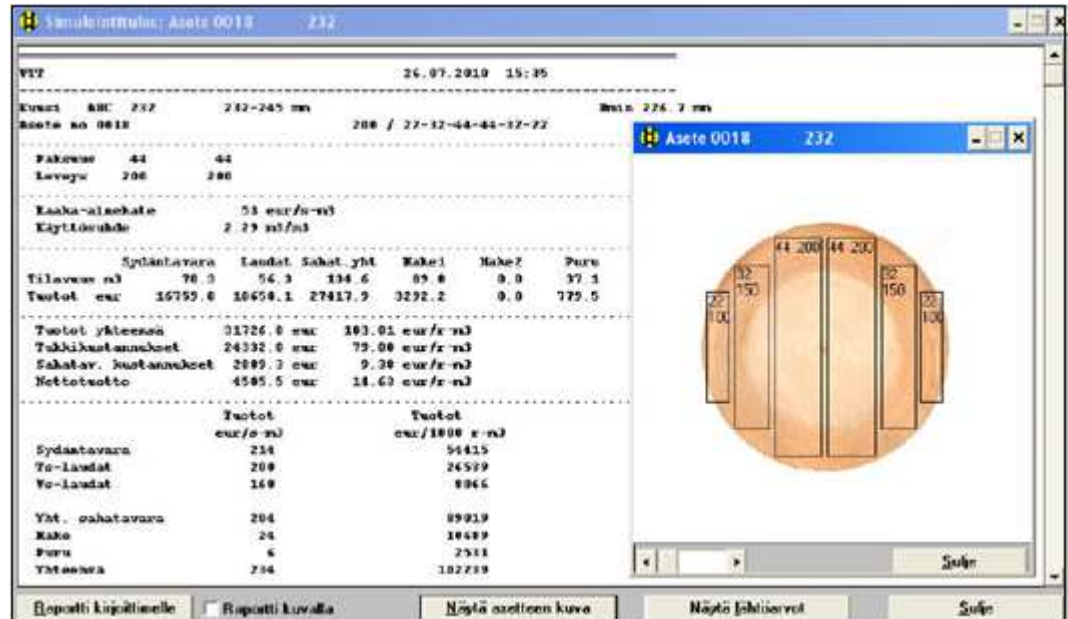 Simulointitulos: Asete 0018 232
VTT 26.07.2010 15:35
Kuusi ABC 232 232-245 mm Dmin 226.7 mm
Asete no 0018 200 / 22-32-44-44-32-22
Paksuus 44 44
Leveys 200 200
Raaka-ainekate 53 eur/s-m3
Käyttösuhde 2.29 m3/m3
Sydäntavara Laudat Sahat.yht Hake1 Hake2 Puru
Tilavuus m3 78.3 56.3 134.6 89.0 0.0 37.1
Tuotot eur 16759.8 10658.1 27417.9 3292.2 0.0 779.5
Tuotot yhteensä 31726.0 eur 103.01 eur/r-m3
Tukkikustannukset 24332.0 eur 79.00 eur/r-m3
Sahatav. kustannukset 2889.3 eur 9.38 eur/r-m3
Nettotuotto 4505.5 eur 14.63 eur/r-m3
Tuotot Tuotot
eur/s-m3 eur/1000 r-m3
Sydäntavara 214 54415
To-laudat 200 26539
Vo-laudat 160 8066
Yht. sahatavara 204 89019
Hake 24 10689
Puru 6 2531
Yhteensä 234 102239
Asete 0018 232
44 200 44 200
32 150
32 150
22 100
22 100
Sulje
Raportti kirjoittimelle Raportti kuvalla Näytä asetteen kuva Näytä lähtöarvot Sulje